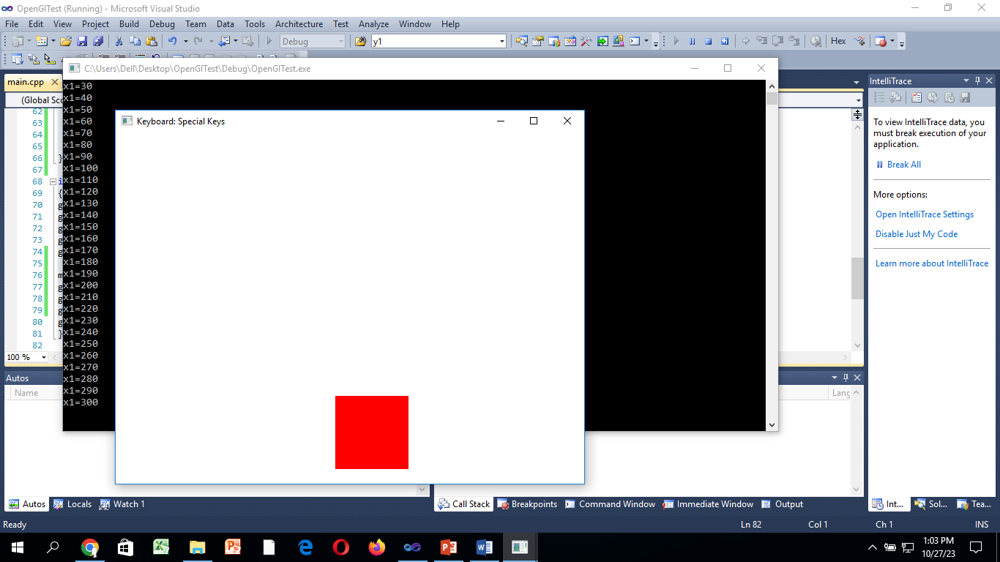 OpenGITest (Running) - Microsoft Visual Studio
File Edit View Project Build Debug Team Data Tools Architecture Test Analyze Window Help
Debug y1 Hex
C:\Users\Dell\Desktop\OpenGITest\Debug\OpenGITest.exe
main.cpp
(Global Sco
62
63
64
65
66 }
67
68 i
69 {
70 g
71 g
72 g
73 g
74 g
75
76 m
77 g
78 g
79 g
80 g
81 }
82
100 %
x1=30
x1=40
x1=50
x1=60
x1=70
x1=80
x1=90
x1=100
x1=110
x1=120
x1=130
x1=140
x1=150
x1=160
x1=170
x1=180
x1=190
x1=200
x1=210
x1=220
x1=230
x1=240
x1=250
x1=260
x1=270
x1=280
x1=290
x1=300
Keyboard: Special Keys
IntelliTrace
To view IntelliTrace data, you
must break execution of your
application.
Break All
More options:
Open IntelliTrace Settings
Disable Just My Code
Learn more about IntelliTrace
Autos
Name
Lang
Autos Locals Watch 1
Call Stack Breakpoints Command Window Immediate Window Output
Int... Sol... Tea...
Ready Ln 82 Col 1 Ch 1 INS
1:03 PM
10/27/23